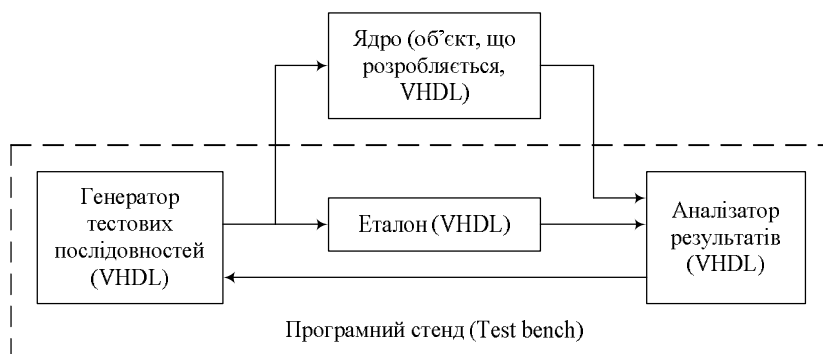 Ядро (об’єкт, що
розробляється,
VHDL)
Генератор
тестових
послідовностей
(VHDL)
Еталон (VHDL)
Аналізатор
результатів
(VHDL)
Програмний стенд (Test bench)